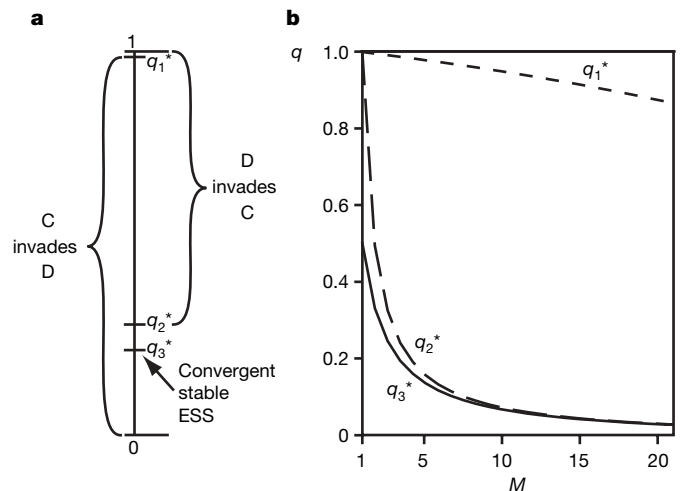 a
1
q1*
D
invades
C
C
invades
D
q2*
q3*
Convergent
stable
ESS
0
b
q
1.0
0.8
0.6
0.4
0.2
0
q1*
q2*
q3*
1 5 10 15 20
M